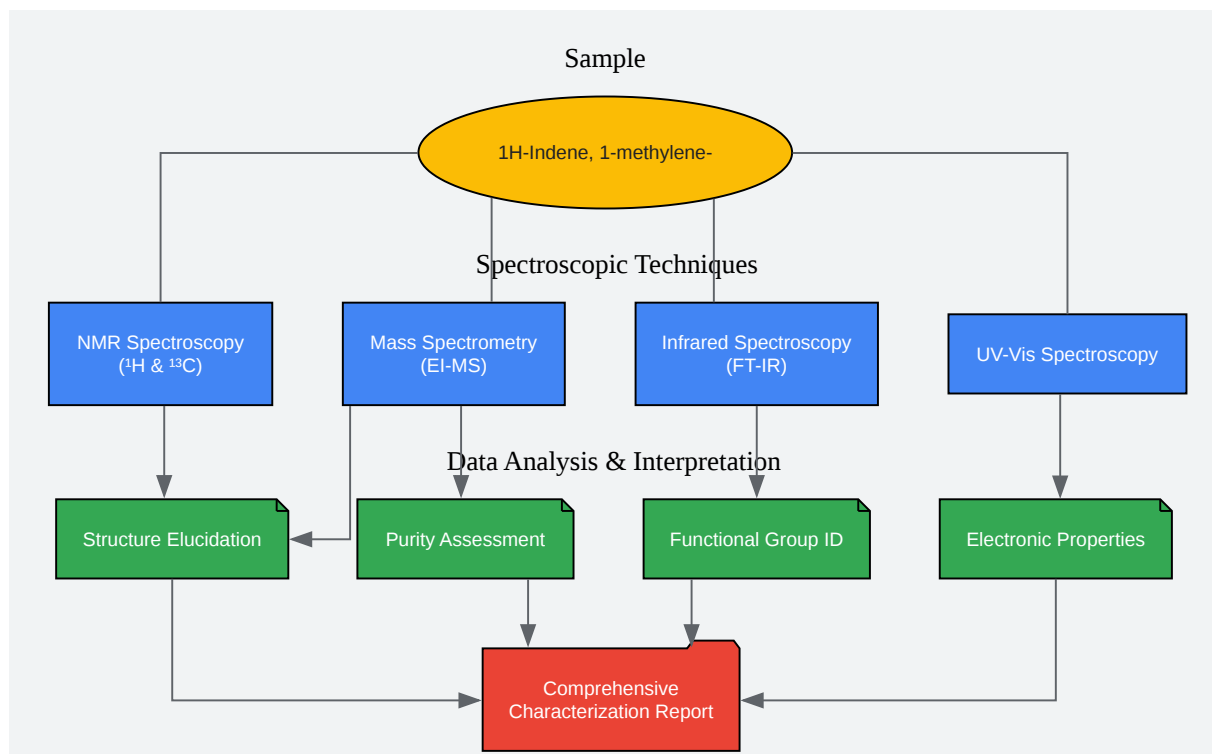 Sample
1H-Indene, 1-methylene-
Spectroscopic Techniques
NMR Spectroscopy
(¹H & ¹³C)
Mass Spectrometry
(EI-MS)
Infrared Spectroscopy
(FT-IR)
UV-Vis Spectroscopy
Data Analysis & Interpretation
Structure Elucidation
Purity Assessment
Functional Group ID
Electronic Properties
Comprehensive
Characterization Report